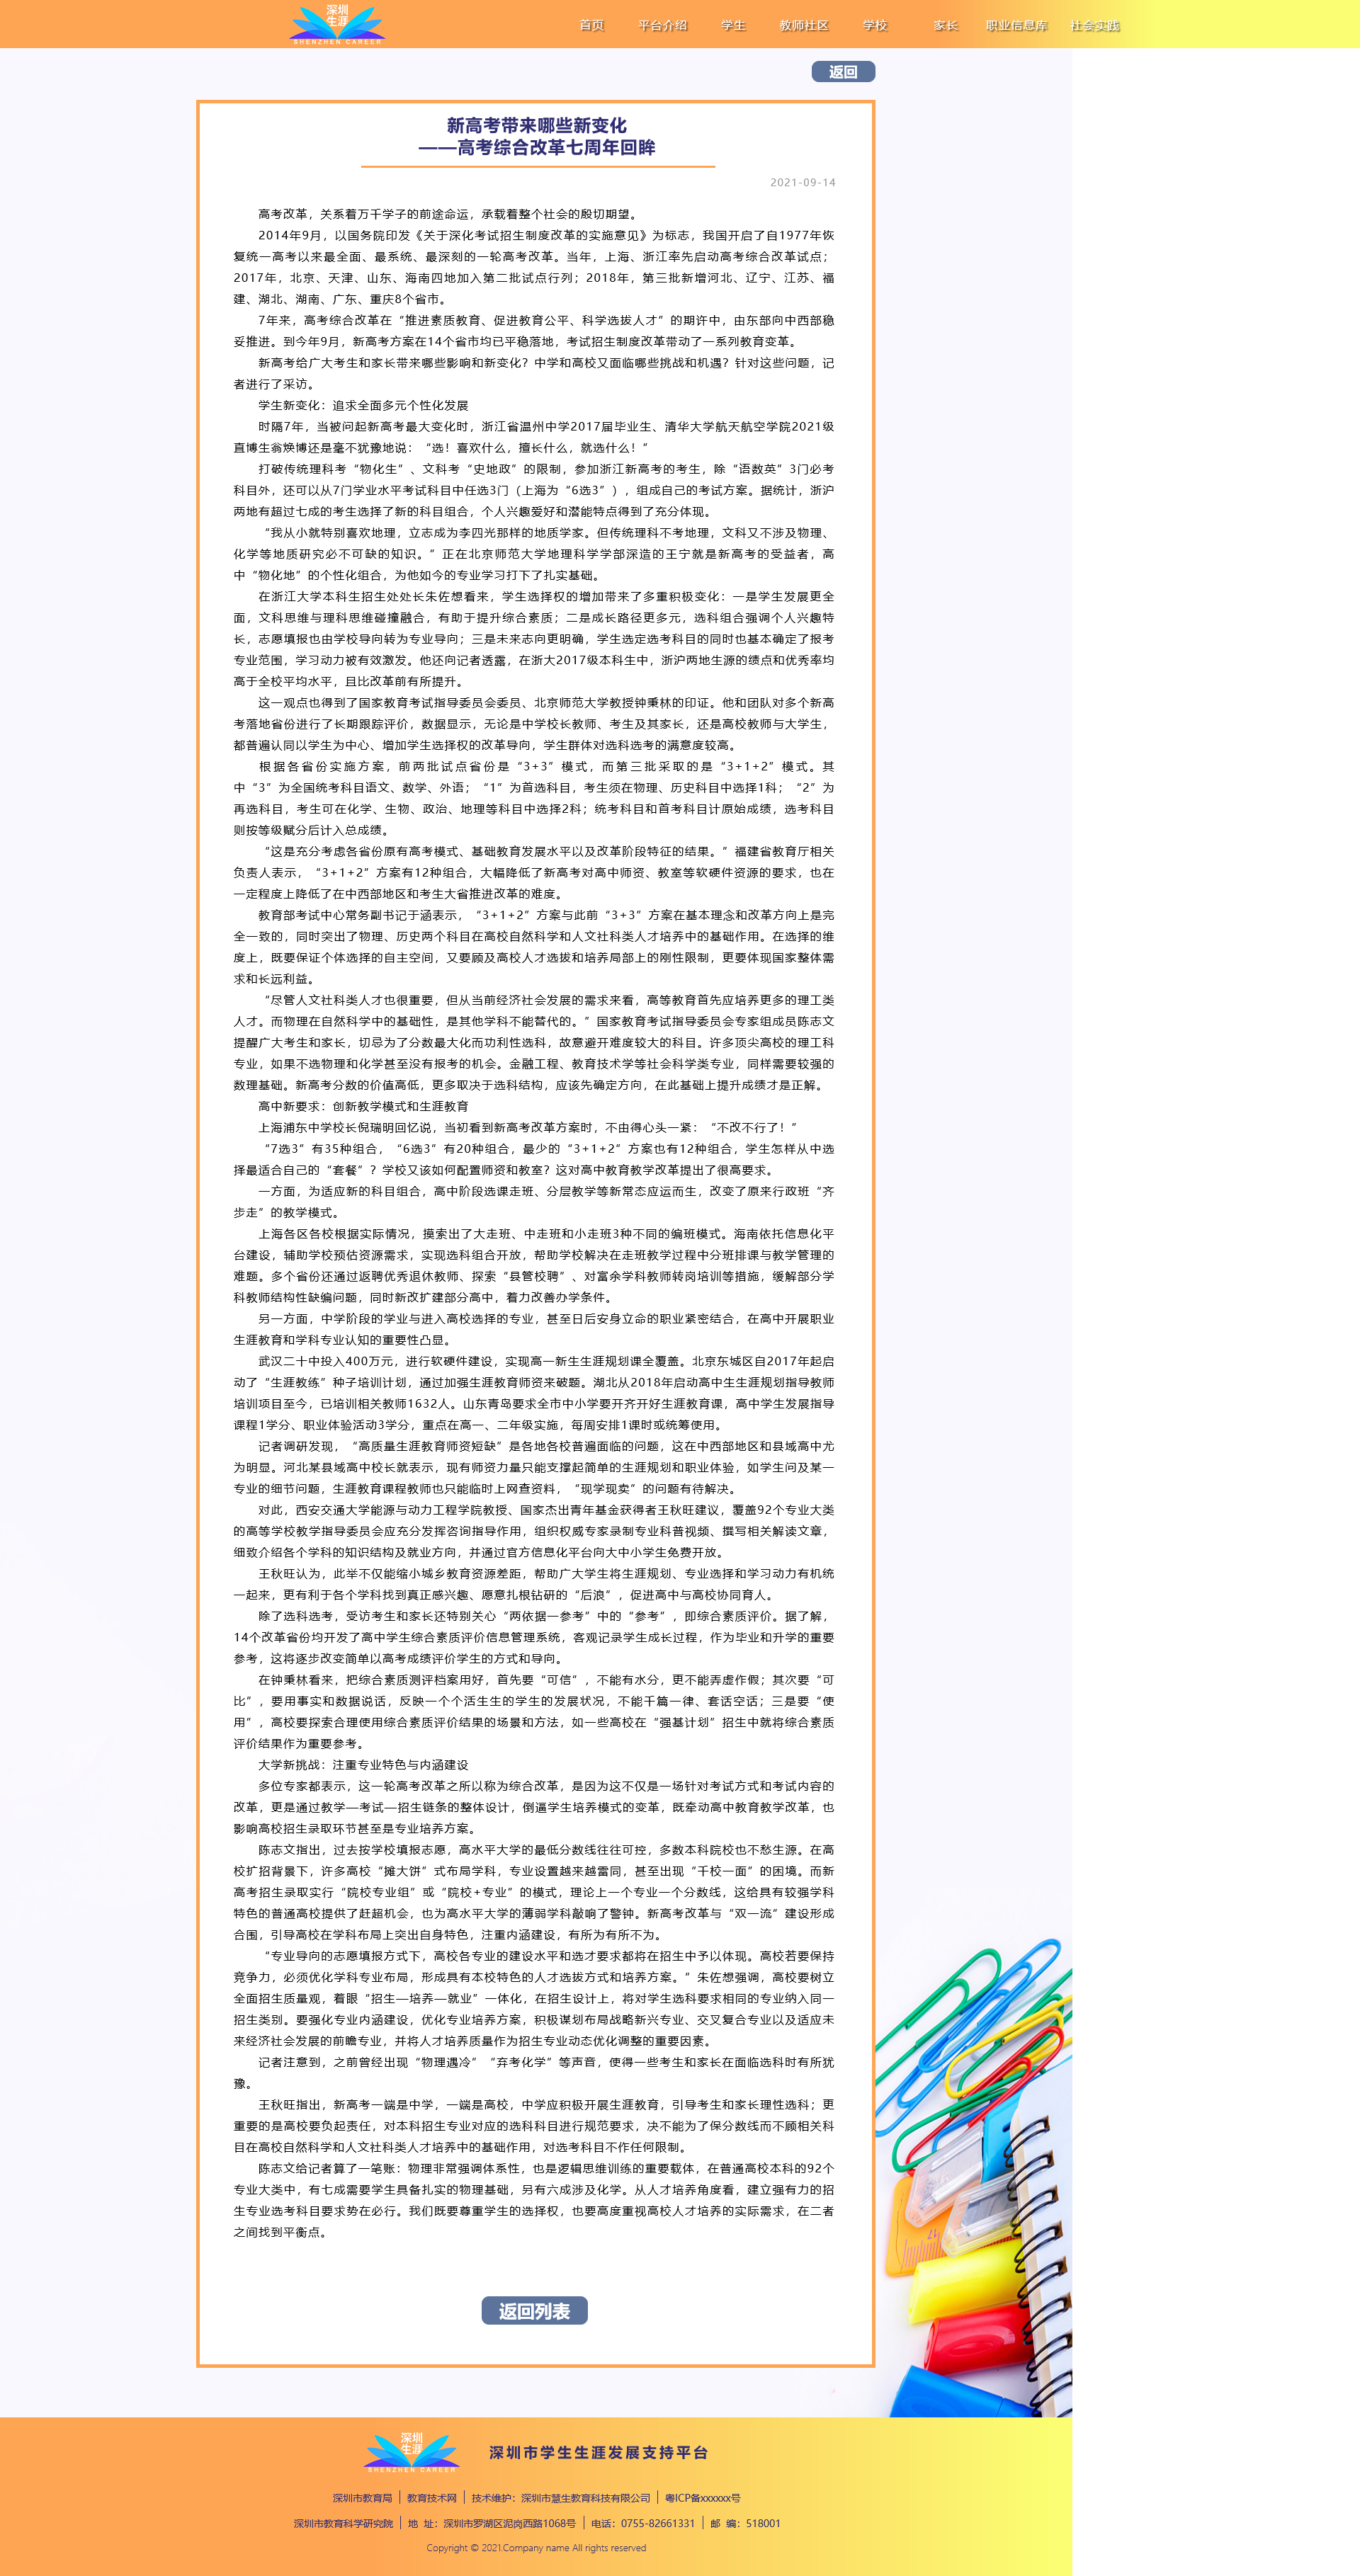 深圳
生涯
SHENZHEN CAREER
首页 平台介绍 学生 教师社区 学校 家长 职业信息库 社会实践
返回
新高考带来哪些新变化
——高考综合改革七周年回眸
2021-09-14
高考改革，关系着万千学子的前途命运，承载着整个社会的殷切期望。
2014年9月，以国务院印发《关于深化考试招生制度改革的实施意见》为标志，我国开启了自1977年恢
复统一高考以来最全面、最系统、最深刻的一轮高考改革。当年，上海、浙江率先启动高考综合改革试点；
2017年，北京、天津、山东、海南四地加入第二批试点行列；2018年，第三批新增河北、辽宁、江苏、福
建、湖北、湖南、广东、重庆8个省市。
7年来，高考综合改革在“推进素质教育、促进教育公平、科学选拔人才”的期许中，由东部向中西部稳
妥推进。到今年9月，新高考方案在14个省市均已平稳落地，考试招生制度改革带动了一系列教育变革。
新高考给广大考生和家长带来哪些影响和新变化？中学和高校又面临哪些挑战和机遇？针对这些问题，记
者进行了采访。
学生新变化：追求全面多元个性化发展
时隔7年，当被问起新高考最大变化时，浙江省温州中学2017届毕业生、清华大学航天航空学院2021级
直博生翁焕博还是毫不犹豫地说：“选！喜欢什么，擅长什么，就选什么！”
打破传统理科考“物化生”、文科考“史地政”的限制，参加浙江新高考的考生，除“语数英”3门必考
科目外，还可以从7门学业水平考试科目中任选3门（上海为“6选3”），组成自己的考试方案。据统计，浙沪
两地有超过七成的考生选择了新的科目组合，个人兴趣爱好和潜能特点得到了充分体现。
“我从小就特别喜欢地理，立志成为李四光那样的地质学家。但传统理科不考地理，文科又不涉及物理、
化学等地质研究必不可缺的知识。”正在北京师范大学地理科学学部深造的王宁就是新高考的受益者，高
中“物化地”的个性化组合，为他如今的专业学习打下了扎实基础。
在浙江大学本科生招生处处长朱佐想看来，学生选择权的增加带来了多重积极变化：一是学生发展更全
面，文科思维与理科思维碰撞融合，有助于提升综合素质；二是成长路径更多元，选科组合强调个人兴趣特
长，志愿填报也由学校导向转为专业导向；三是未来志向更明确，学生选定选考科目的同时也基本确定了报考
专业范围，学习动力被有效激发。他还向记者透露，在浙大2017级本科生中，浙沪两地生源的绩点和优秀率均
高于全校平均水平，且比改革前有所提升。
这一观点也得到了国家教育考试指导委员会委员、北京师范大学教授钟秉林的印证。他和团队对多个新高
考落地省份进行了长期跟踪评价，数据显示，无论是中学校长教师、考生及其家长，还是高校教师与大学生，
都普遍认同以学生为中心、增加学生选择权的改革导向，学生群体对选科选考的满意度较高。
根据各省份实施方案，前两批试点省份是“3+3”模式，而第三批采取的是“3+1+2”模式。其
中“3”为全国统考科目语文、数学、外语；“1”为首选科目，考生须在物理、历史科目中选择1科；“2”为
再选科目，考生可在化学、生物、政治、地理等科目中选择2科；统考科目和首考科目计原始成绩，选考科目
则按等级赋分后计入总成绩。
“这是充分考虑各省份原有高考模式、基础教育发展水平以及改革阶段特征的结果。”福建省教育厅相关
负责人表示，“3+1+2”方案有12种组合，大幅降低了新高考对高中师资、教室等软硬件资源的要求，也在
一定程度上降低了在中西部地区和考生大省推进改革的难度。
教育部考试中心常务副书记于涵表示，“3+1+2”方案与此前“3+3”方案在基本理念和改革方向上是完
全一致的，同时突出了物理、历史两个科目在高校自然科学和人文社科类人才培养中的基础作用。在选择的维
度上，既要保证个体选择的自主空间，又要顾及高校人才选拔和培养局部上的刚性限制，更要体现国家整体需
求和长远利益。
“尽管人文社科类人才也很重要，但从当前经济社会发展的需求来看，高等教育首先应培养更多的理工类
人才。而物理在自然科学中的基础性，是其他学科不能替代的。”国家教育考试指导委员会专家组成员陈志文
提醒广大考生和家长，切忌为了分数最大化而功利性选科，故意避开难度较大的科目。许多顶尖高校的理工科
专业，如果不选物理和化学甚至没有报考的机会。金融工程、教育技术学等社会科学类专业，同样需要较强的
数理基础。新高考分数的价值高低，更多取决于选科结构，应该先确定方向，在此基础上提升成绩才是正解。
高中新要求：创新教学模式和生涯教育
上海浦东中学校长倪瑞明回忆说，当初看到新高考改革方案时，不由得心头一紧：“不改不行了！”
“7选3”有35种组合，“6选3”有20种组合，最少的“3+1+2”方案也有12种组合，学生怎样从中选
择最适合自己的“套餐”？学校又该如何配置师资和教室？这对高中教育教学改革提出了很高要求。
一方面，为适应新的科目组合，高中阶段选课走班、分层教学等新常态应运而生，改变了原来行政班“齐
步走”的教学模式。
上海各区各校根据实际情况，摸索出了大走班、中走班和小走班3种不同的编班模式。海南依托信息化平
台建设，辅助学校预估资源需求，实现选科组合开放，帮助学校解决在走班教学过程中分班排课与教学管理的
难题。多个省份还通过返聘优秀退休教师、探索“县管校聘”、对富余学科教师转岗培训等措施，缓解部分学
科教师结构性缺编问题，同时新改扩建部分高中，着力改善办学条件。
另一方面，中学阶段的学业与进入高校选择的专业，甚至日后安身立命的职业紧密结合，在高中开展职业
生涯教育和学科专业认知的重要性凸显。
武汉二十中投入400万元，进行软硬件建设，实现高一新生生涯规划课全覆盖。北京东城区自2017年起启
动了“生涯教练”种子培训计划，通过加强生涯教育师资来破题。湖北从2018年启动高中生生涯规划指导教师
培训项目至今，已培训相关教师1632人。山东青岛要求全市中小学要开齐开好生涯教育课，高中学生发展指导
课程1学分、职业体验活动3学分，重点在高一、二年级实施，每周安排1课时或统筹使用。
记者调研发现，“高质量生涯教育师资短缺”是各地各校普遍面临的问题，这在中西部地区和县域高中尤
为明显。河北某县域高中校长就表示，现有师资力量只能支撑起简单的生涯规划和职业体验，如学生问及某一
专业的细节问题，生涯教育课程教师也只能临时上网查资料，“现学现卖”的问题有待解决。
对此，西安交通大学能源与动力工程学院教授、国家杰出青年基金获得者王秋旺建议，覆盖92个专业大类
的高等学校教学指导委员会应充分发挥咨询指导作用，组织权威专家录制专业科普视频、撰写相关解读文章，
细致介绍各个学科的知识结构及就业方向，并通过官方信息化平台向大中小学生免费开放。
王秋旺认为，此举不仅能缩小城乡教育资源差距，帮助广大学生将生涯规划、专业选择和学习动力有机统
一起来，更有利于各个学科找到真正感兴趣、愿意扎根钻研的“后浪”，促进高中与高校协同育人。
除了选科选考，受访考生和家长还特别关心“两依据一参考”中的“参考”，即综合素质评价。据了解，
14个改革省份均开发了高中学生综合素质评价信息管理系统，客观记录学生成长过程，作为毕业和升学的重要
参考，这将逐步改变简单以高考成绩评价学生的方式和导向。
在钟秉林看来，把综合素质测评档案用好，首先要“可信”，不能有水分，更不能弄虚作假；其次要“可
比”，要用事实和数据说话，反映一个个活生生的学生的发展状况，不能千篇一律、套话空话；三是要“使
用”，高校要探索合理使用综合素质评价结果的场景和方法，如一些高校在“强基计划”招生中就将综合素质
评价结果作为重要参考。
大学新挑战：注重专业特色与内涵建设
多位专家都表示，这一轮高考改革之所以称为综合改革，是因为这不仅是一场针对考试方式和考试内容的
改革，更是通过教学—考试—招生链条的整体设计，倒逼学生培养模式的变革，既牵动高中教育教学改革，也
影响高校招生录取环节甚至是专业培养方案。
陈志文指出，过去按学校填报志愿，高水平大学的最低分数线往往可控，多数本科院校也不愁生源。在高
校扩招背景下，许多高校“摊大饼”式布局学科，专业设置越来越雷同，甚至出现“千校一面”的困境。而新
高考招生录取实行“院校专业组”或“院校+专业”的模式，理论上一个专业一个分数线，这给具有较强学科
特色的普通高校提供了赶超机会，也为高水平大学的薄弱学科敲响了警钟。新高考改革与“双一流”建设形成
合围，引导高校在学科布局上突出自身特色，注重内涵建设，有所为有所不为。
“专业导向的志愿填报方式下，高校各专业的建设水平和选才要求都将在招生中予以体现。高校若要保持
竞争力，必须优化学科专业布局，形成具有本校特色的人才选拔方式和培养方案。”朱佐想强调，高校要树立
全面招生质量观，着眼“招生—培养—就业”一体化，在招生设计上，将对学生选科要求相同的专业纳入同一
招生类别。要强化专业内涵建设，优化专业培养方案，积极谋划布局战略新兴专业、交叉复合专业以及适应未
来经济社会发展的前瞻专业，并将人才培养质量作为招生专业动态优化调整的重要因素。
记者注意到，之前曾经出现“物理遇冷”“弃考化学”等声音，使得一些考生和家长在面临选科时有所犹
豫。
王秋旺指出，新高考一端是中学，一端是高校，中学应积极开展生涯教育，引导考生和家长理性选科；更
重要的是高校要负起责任，对本科招生专业对应的选科科目进行规范要求，决不能为了保分数线而不顾相关科
目在高校自然科学和人文社科类人才培养中的基础作用，对选考科目不作任何限制。
陈志文给记者算了一笔账：物理非常强调体系性，也是逻辑思维训练的重要载体，在普通高校本科的92个
专业大类中，有七成需要学生具备扎实的物理基础，另有六成涉及化学。从人才培养角度看，建立强有力的招
生专业选考科目要求势在必行。我们既要尊重学生的选择权，也要高度重视高校人才培养的实际需求，在二者
之间找到平衡点。
返回列表
深圳
生涯
SHENZHEN CAREER
深圳市学生生涯发展支持平台
深圳市教育局 教育技术网 技术维护：深圳市慧生教育科技有限公司 粤ICP备xxxxxx号
深圳市教育科学研究院 地 址：深圳市罗湖区泥岗西路1068号 电话：0755-82661331 邮 编：518001
Copyright © 2021.Company name All rights reserved